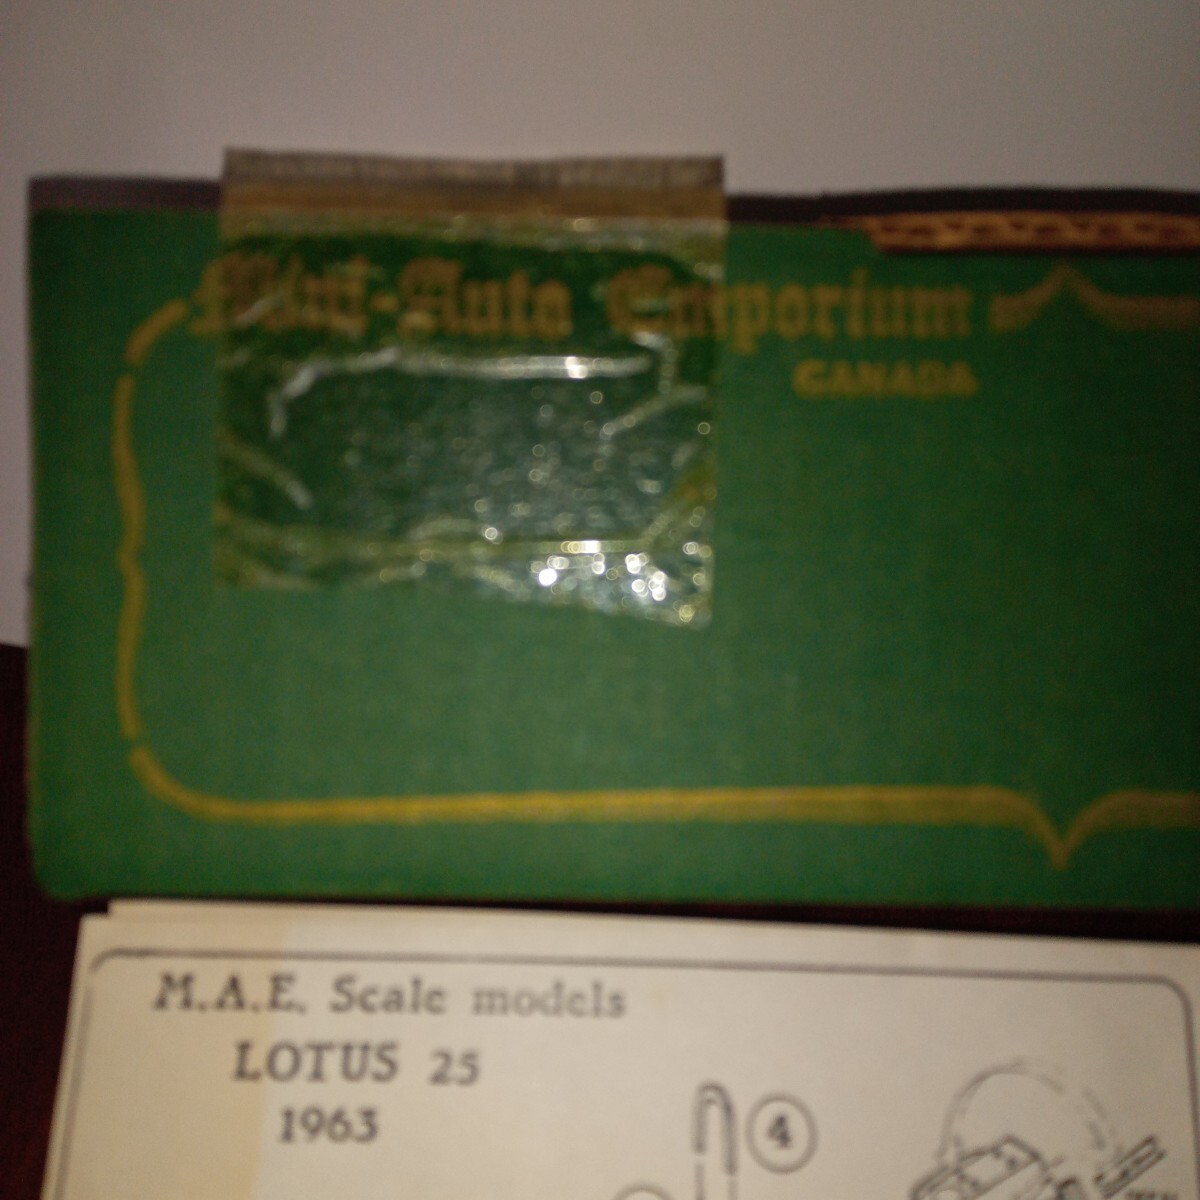 Mini-Auto Emporium
CANADA
M.A.E. Scale models
LOTUS 25
1963
4